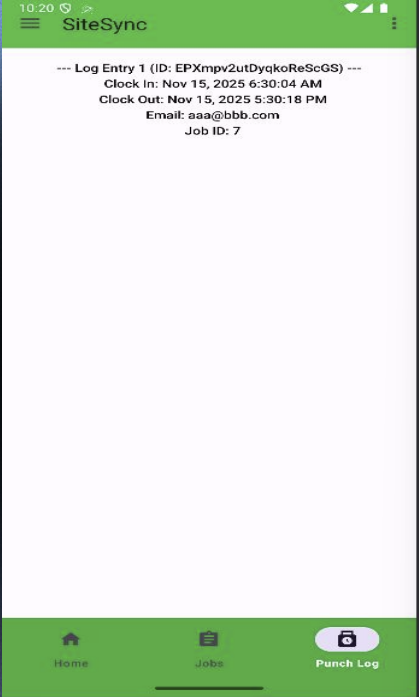 10:20
SiteSync
--- Log Entry 1 (ID: EPXmpv2utDyqkoReScGS) ---
Clock In: Nov 15, 2025 6:30:04 AM
Clock Out: Nov 15, 2025 5:30:18 PM
Email: aaa@bbb.com
Job ID: 7
Home
Jobs
Punch Log